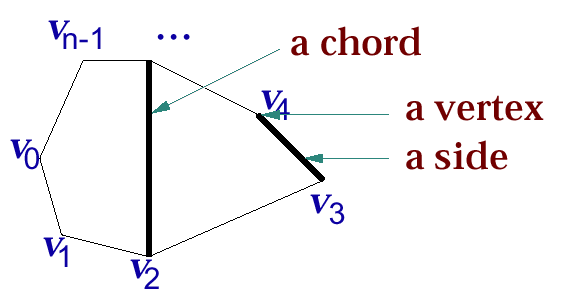 vn-1 ...
a chord
v4
a vertex
v0
a side
v3
v1
v2